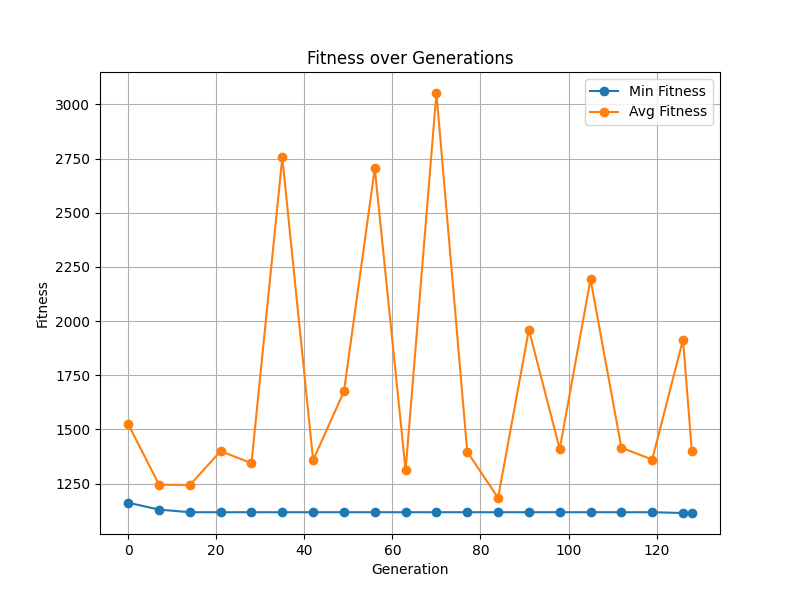 Fitness over Generations
Min Fitness
Avg Fitness
3000
2750
2500
2250
2000
1750
1500
1250
Fitness
0 20 40 60 80 100 120
Generation